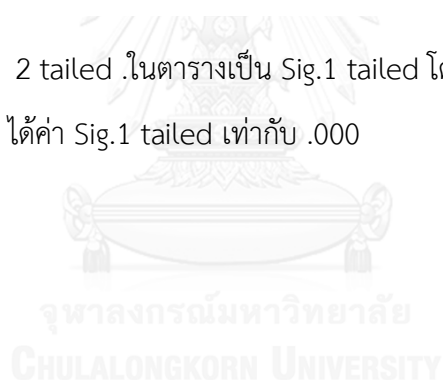 2 tailed .ในตารางเป็น Sig.1 tailed
ได้ค่า Sig.1 tailed เท่ากับ .000
จุฬาลงกรณ์มหาวิทยาลัย
CHULALONGKORN UNIVERSITY